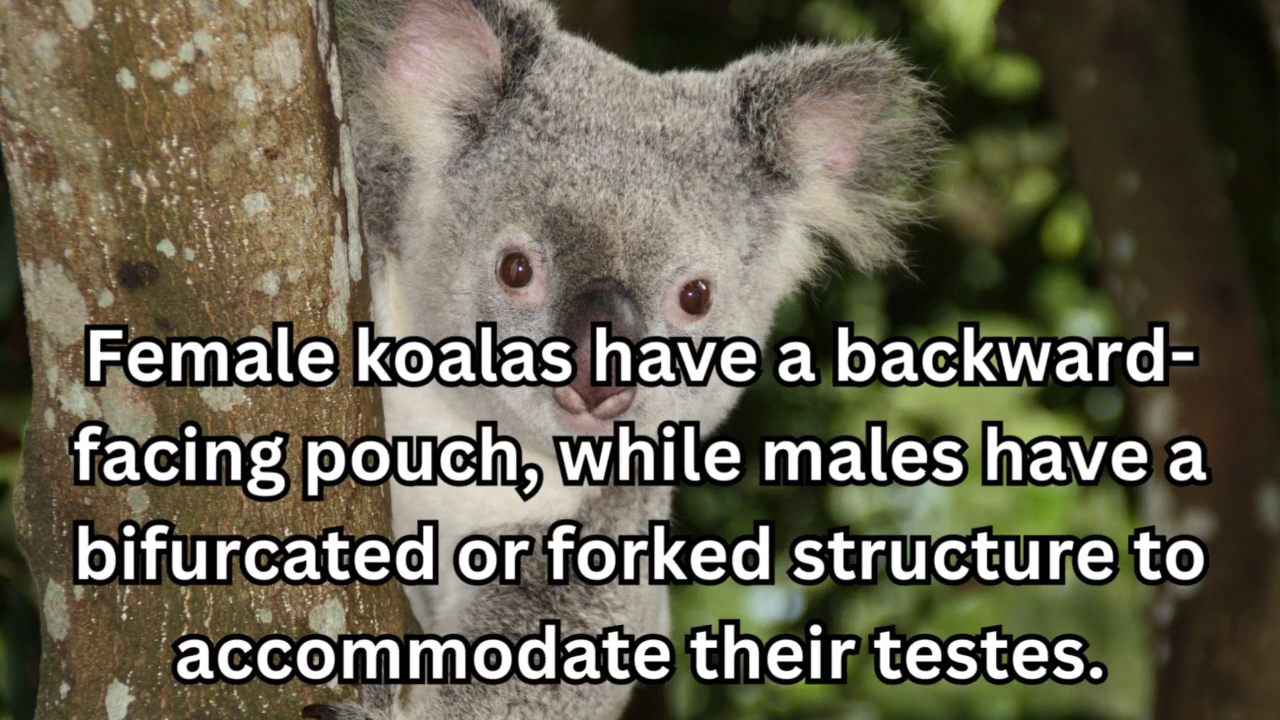 Female koalas have a backward-
facing pouch, while males have a
bifurcated or forked structure to
accommodate their testes.